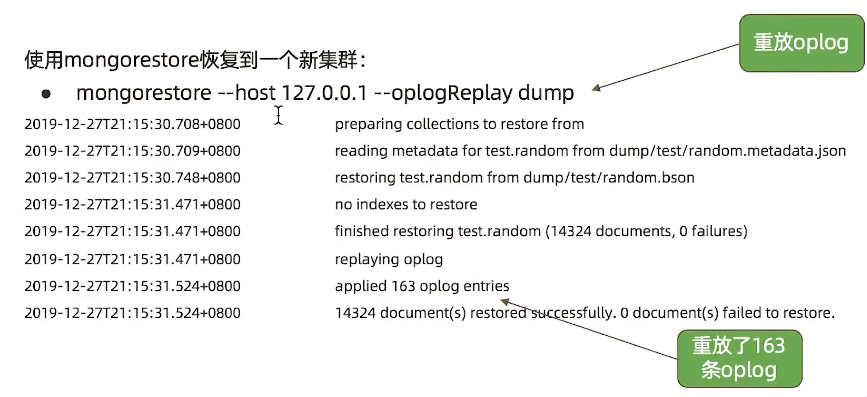 重放oplog
使用mongorestore恢复到一个新集群：
● mongorestore --host 127.0.0.1 --oplogReplay dump
2019-12-27T21:15:30.708+0800 preparing collections to restore from
2019-12-27T21:15:30.709+0800 reading metadata for test.random from dump/test/random.metadata.json
2019-12-27T21:15:30.748+0800 restoring test.random from dump/test/random.bson
2019-12-27T21:15:31.471+0800 no indexes to restore
2019-12-27T21:15:31.471+0800 finished restoring test.random (14324 documents, 0 failures)
2019-12-27T21:15:31.471+0800 replaying oplog
2019-12-27T21:15:31.524+0800 applied 163 oplog entries
2019-12-27T21:15:31.524+0800 14324 document(s) restored successfully. 0 document(s) failed to restore.
重放了163
条oplog